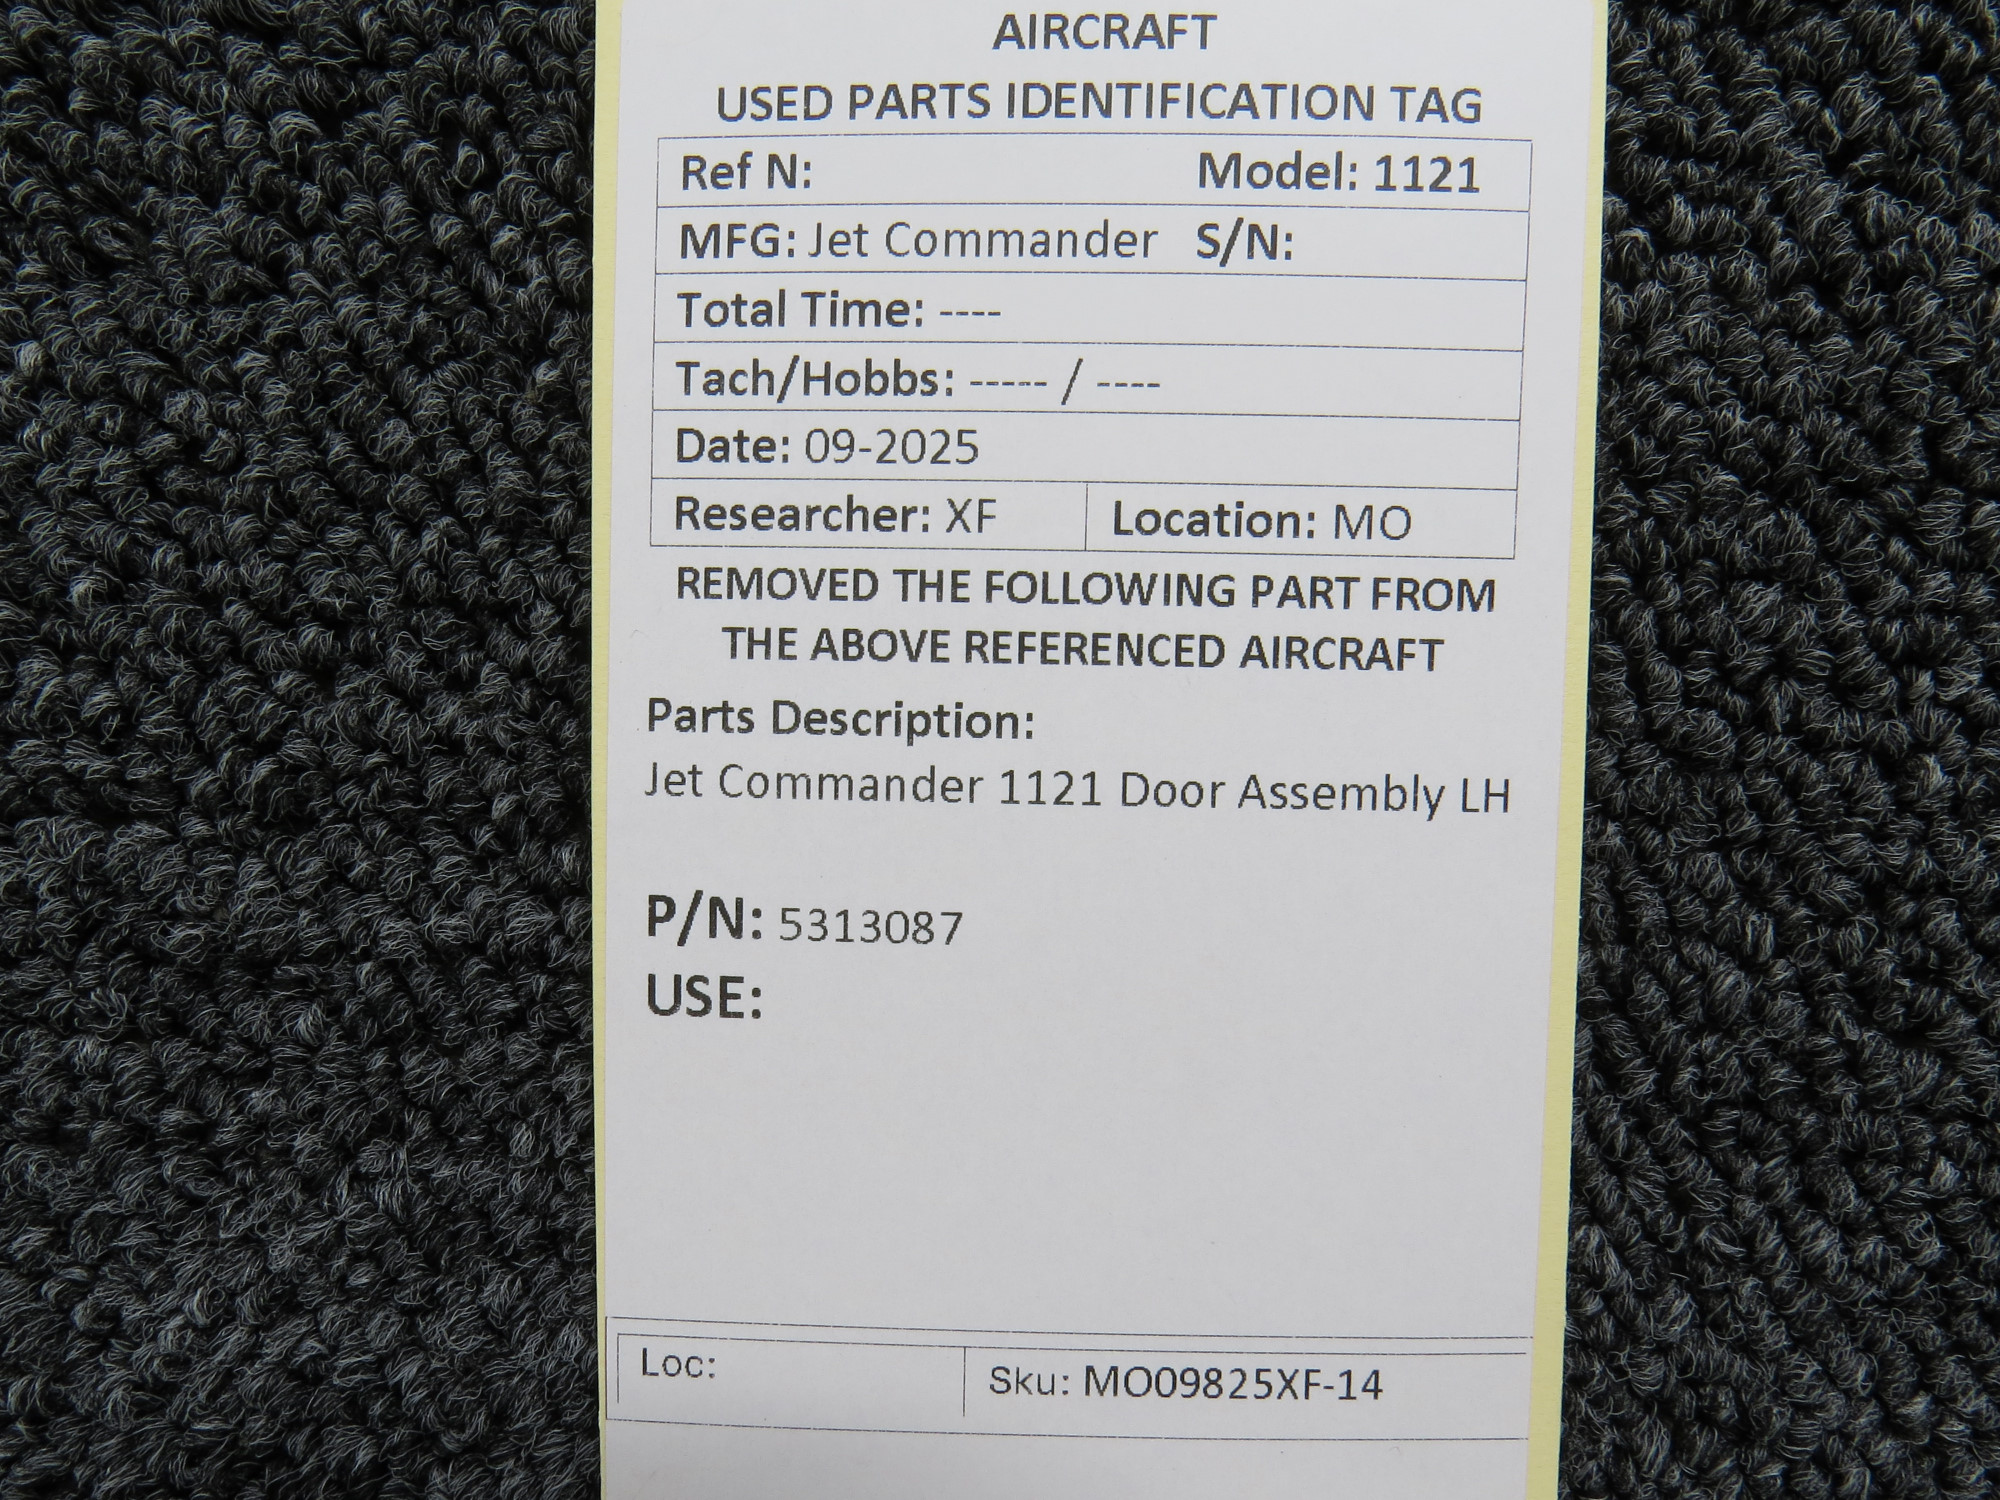 AIRCRAFT
USED PARTS IDENTIFICATION TAG
Ref N: Model: 1121
MFG: Jet Commander S/N:
Total Time: ----
Tach/Hobbs: ----- / ----
Date: 09-2025
Researcher: XF Location: MO
REMOVED THE FOLLOWING PART FROM
THE ABOVE REFERENCED AIRCRAFT
Parts Description:
Jet Commander 1121 Door Assembly LH
P/N: 5313087
USE:
Loc: Sku: MO09825XF-14